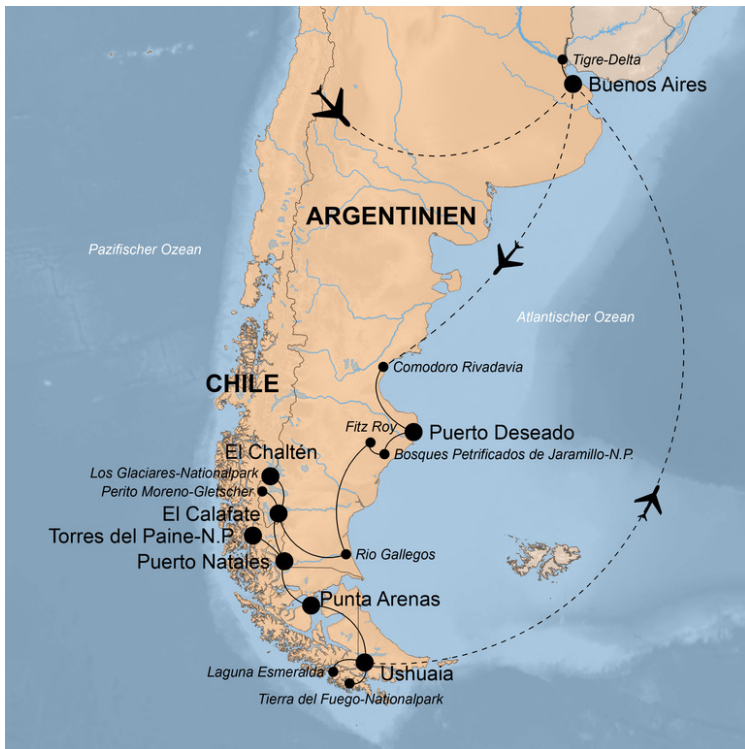 Tigre-Delta
Buenos Aires
ARGENTINIEN
Pazifischer Ozean
Atlantischer Ozean
Comodoro Rivadavia
CHILE
Fitz Roy
Puerto Deseado
El Chaltén
Bosques Petrificados de Jaramillo-N.P.
Los Glaciares-Nationalpark
Perito Moreno-Gletscher
El Calafate
Torres del Paine-N.P
Rio Gallegos
Puerto Natales
Punta Arenas
Ushuaia
Laguna Esmeralda
Tierra del Fuego-Nationalpark